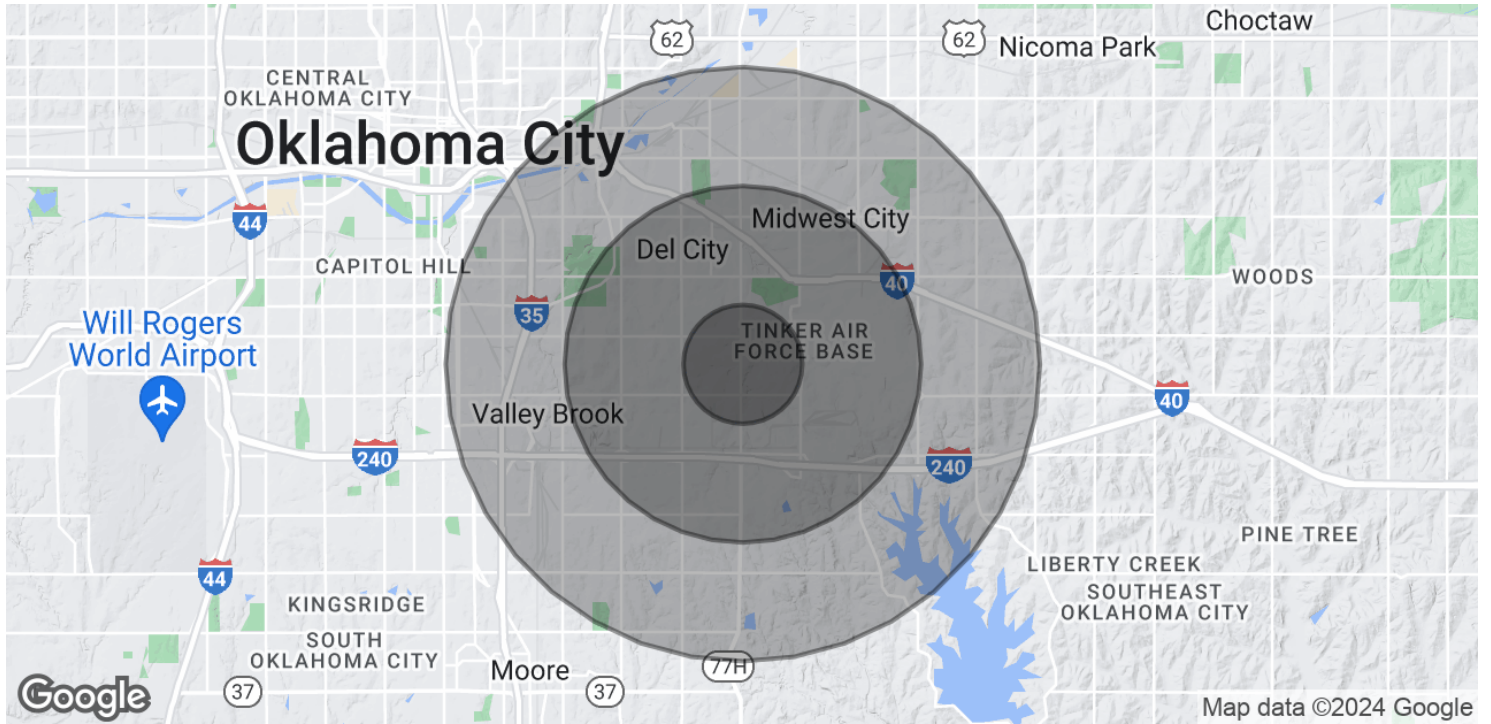 Choctaw
62
62
Nicoma Park
CENTRAL
OKLAHOMA CITY
Oklahoma City
44
Midwest City
Del City
CAPITOL HILL
WOODS
40
35
Will Rogers
World Airport
TINKER AIR
FORCE BASE
40
Valley Brook
240
240
PINE TREE
44
LIBERTY CREEK
KINGSRIDGE
SOUTHEAST
OKLAHOMA CITY
SOUTH
OKLAHOMA CITY
Moore
77H
37
37
Google
Map data ©2024 Google